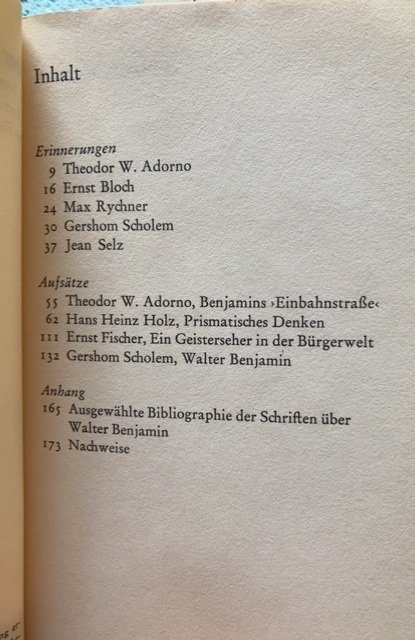 Inhalt
Erinnerungen
9 Theodor W. Adorno
16 Ernst Bloch
24 Max Rychner
30 Gershom Scholem
37 Jean Selz
Aufsätze
55 Theodor W. Adorno, Benjamins ›Einbahnstraße‹
62 Hans Heinz Holz, Prismatisches Denken
111 Ernst Fischer, Ein Geisterseher in der Bürgerwelt
132 Gershom Scholem, Walter Benjamin
Anhang
165 Ausgewählte Bibliographie der Schriften über
Walter Benjamin
173 Nachweise